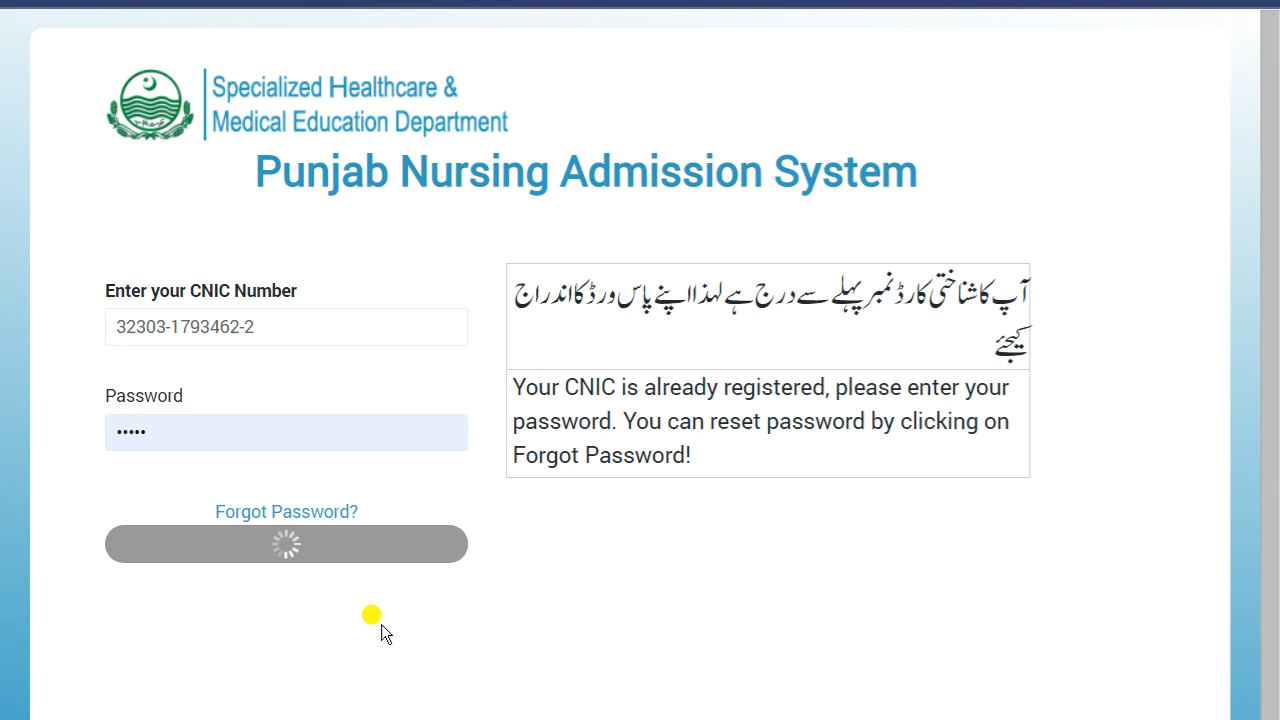 Specialized Healthcare &
Medical Education Department
Punjab Nursing Admission System
Enter your CNIC Number
32303-1793462-2
Password
•••••
Forgot Password?
آپ کا شناختی کارڈ نمبر پہلے سے درج ہے لہذا اپنے پاس ورڈ کا اندراج
کیجئے
Your CNIC is already registered, please enter your
password. You can reset password by clicking on
Forgot Password!